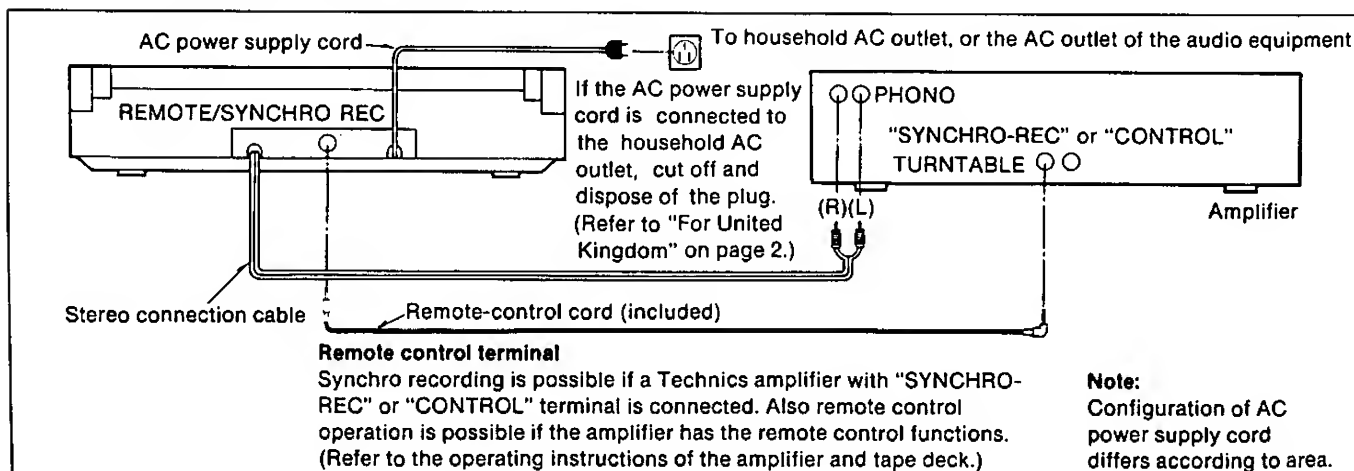 AC power supply cord
To household AC outlet, or the AC outlet of the audio equipment
REMOTE/SYNCHRO REC
If the AC power supply
cord is connected to
the household AC
outlet, cut off and
dispose of the plug.
(Refer to "For United
Kingdom" on page 2.)
PHONO
"SYNCHRO-REC" or "CONTROL"
TURNTABLE
(R)(L)
Amplifier
Stereo connection cable
Remote-control cord (included)
Remote control terminal
Synchro recording is possible if a Technics amplifier with "SYNCHRO-
REC" or "CONTROL" terminal is connected. Also remote control
operation is possible if the amplifier has the remote control functions.
(Refer to the operating instructions of the amplifier and tape deck.)
Note:
Configuration of AC
power supply cord
differs according to area.